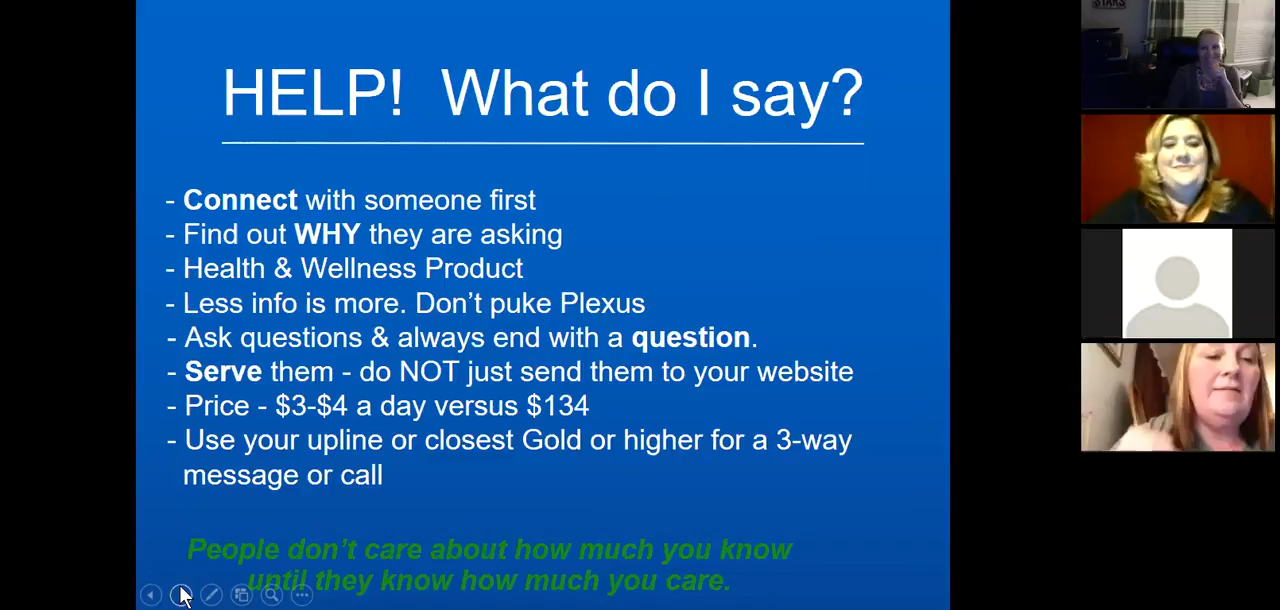 HELP!  What do I say?
- Connect with someone first
- Find out WHY they are asking
- Health & Wellness Product
- Less info is more. Don't puke Plexus
- Ask questions & always end with a question.
- Serve them - do NOT just send them to your website
- Price - $3-$4 a day versus $134
- Use your upline or closest Gold or higher for a 3-way
message or call
People don't care about how much you know
until they know how much you care.
STARS